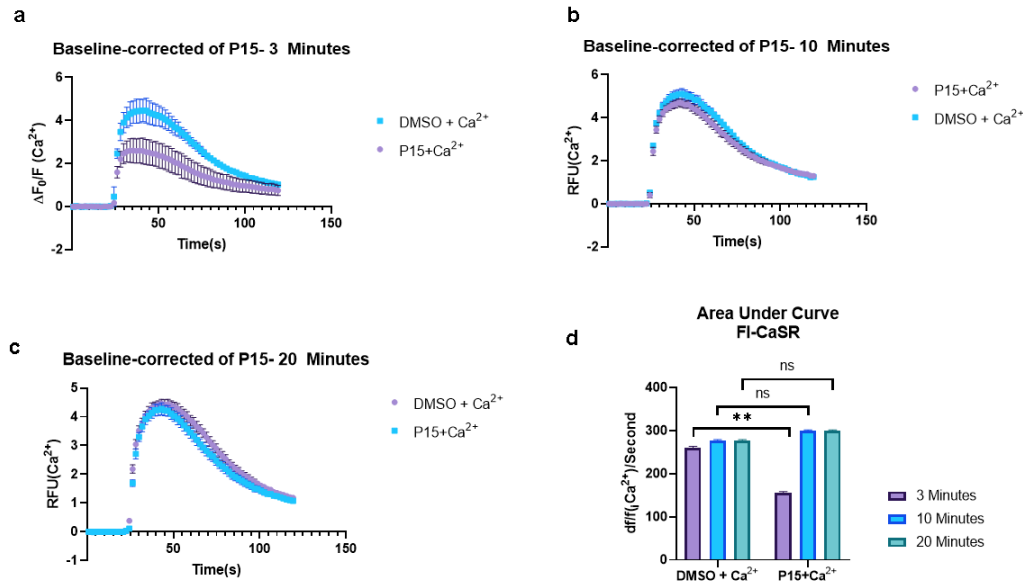 a
Baseline-corrected of P15- 3 Minutes
ΔF₀/F (Ca²⁺)
6
4
2
0
-2
50
100
150
Time(s)
DMSO + Ca²⁺
P15+Ca²⁺
b
Baseline-corrected of P15- 10 Minutes
RFU(Ca²⁺)
6
4
2
0
-2
50
100
150
Time(s)
P15+Ca²⁺
DMSO + Ca²⁺
c
Baseline-corrected of P15- 20 Minutes
RFU(Ca²⁺)
5
4
3
2
1
0
-1
50
100
150
Time(s)
DMSO + Ca²⁺
P15+Ca²⁺
d
Area Under Curve
Fl-CaSR
df/f(ᵢCa²⁺)/Second
400
300
200
100
0
ns
ns
**
DMSO + Ca²⁺
P15+Ca²⁺
3 Minutes
10 Minutes
20 Minutes